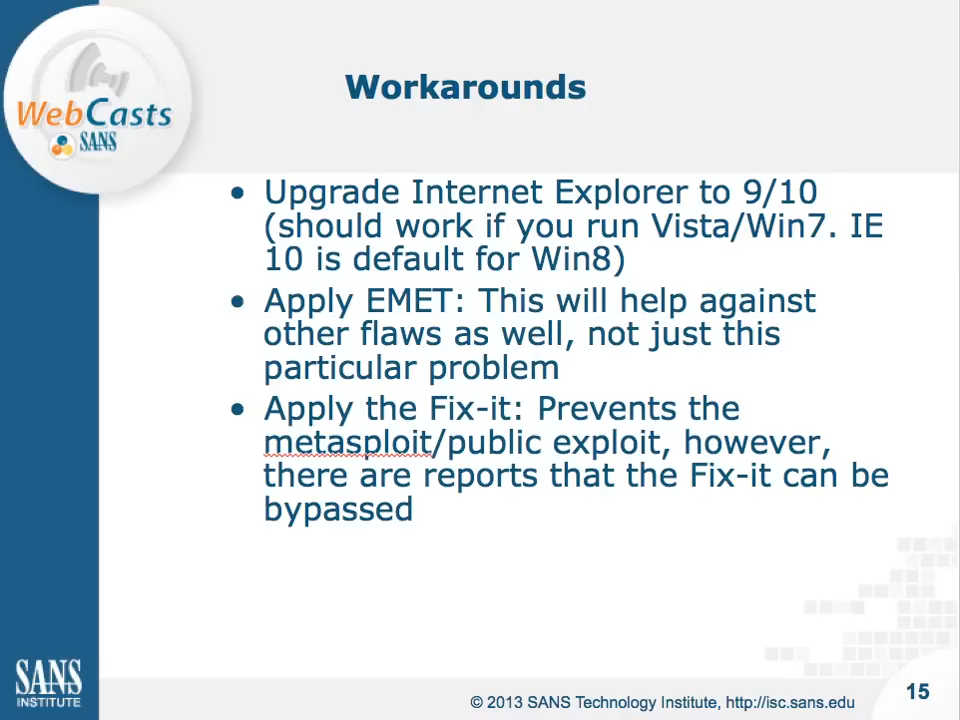 Workarounds
WebCasts
SANS
• Upgrade Internet Explorer to 9/10
(should work if you run Vista/Win7. IE
10 is default for Win8)
• Apply EMET: This will help against
other flaws as well, not just this
particular problem
• Apply the Fix-it: Prevents the
metasploit/public exploit, however,
there are reports that the Fix-it can be
bypassed
SANS
INSTITUTE
© 2013 SANS Technology Institute, http://isc.sans.edu
15